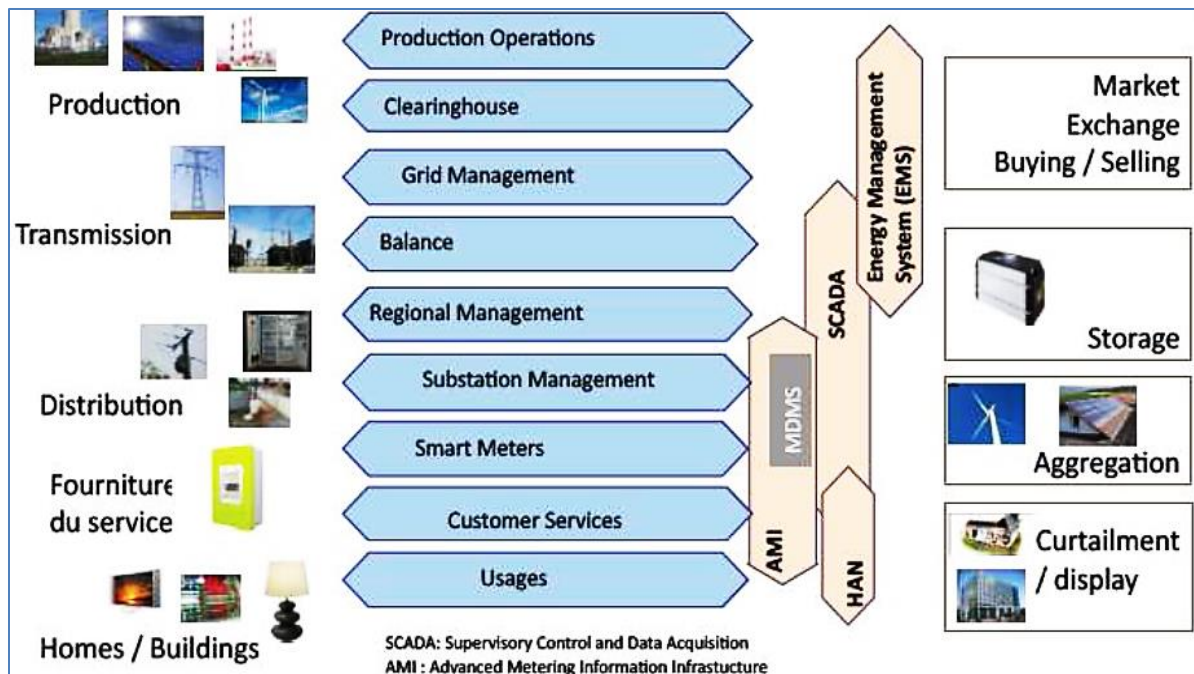 Production
Transmission
Distribution
Fourniture
du service
Homes / Buildings
Production Operations
Clearinghouse
Grid Management
Balance
Regional Management
Substation Management
Smart Meters
Customer Services
Usages
SCADA: Supervisory Control and Data Acquisition
AMI : Advanced Metering Information Infrastucture
AMI
MDMS
SCADA
HAN
Energy Management
System (EMS)
Market
Exchange
Buying / Selling
Storage
Aggregation
Curtailment
/ display